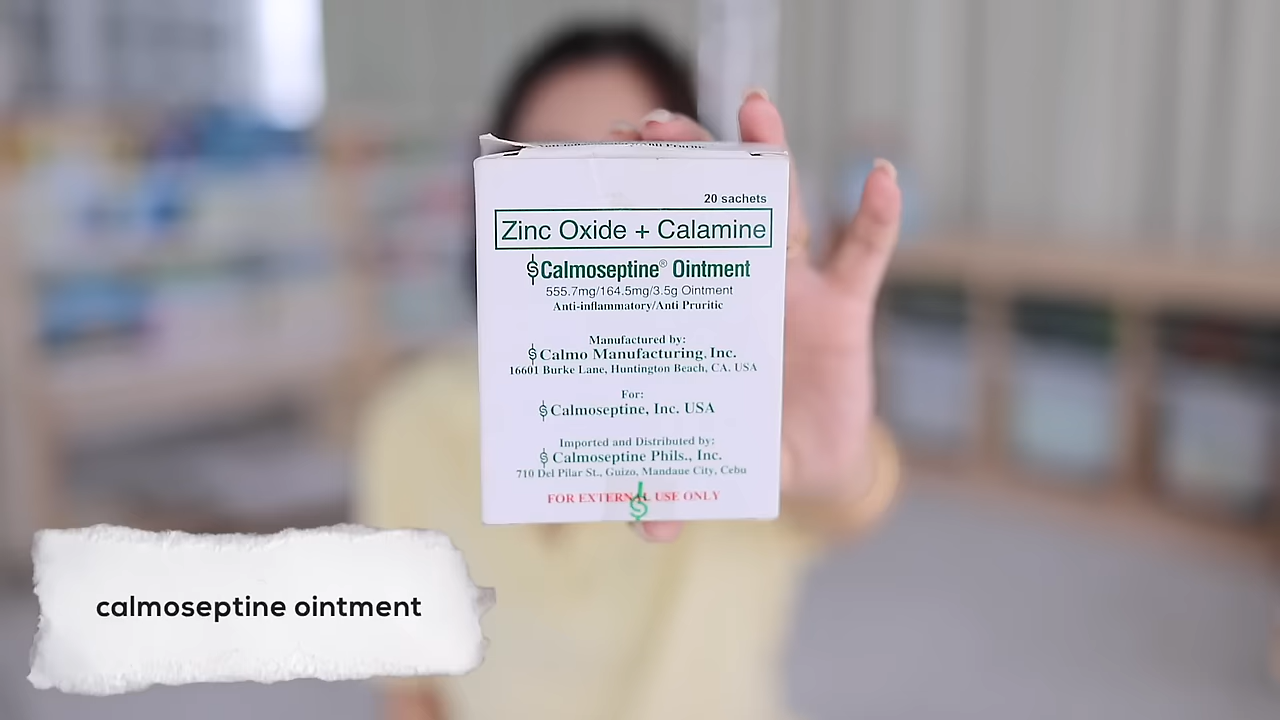 20 sachets
Zinc Oxide + Calamine
Calmoseptine® Ointment
555.7mg/164.5mg/3.5g Ointment
Anti-inflammatory/Anti Pruritic
Manufactured by:
Calmo Manufacturing, Inc.
16601 Burke Lane, Huntington Beach, CA. USA
For:
Calmoseptine, Inc. USA
Imported and Distributed by:
Calmoseptine Phils., Inc.
710 Del Pilar St., Guizo, Mandaue City, Cebu
FOR EXTERNAL USE ONLY
calmoseptine ointment